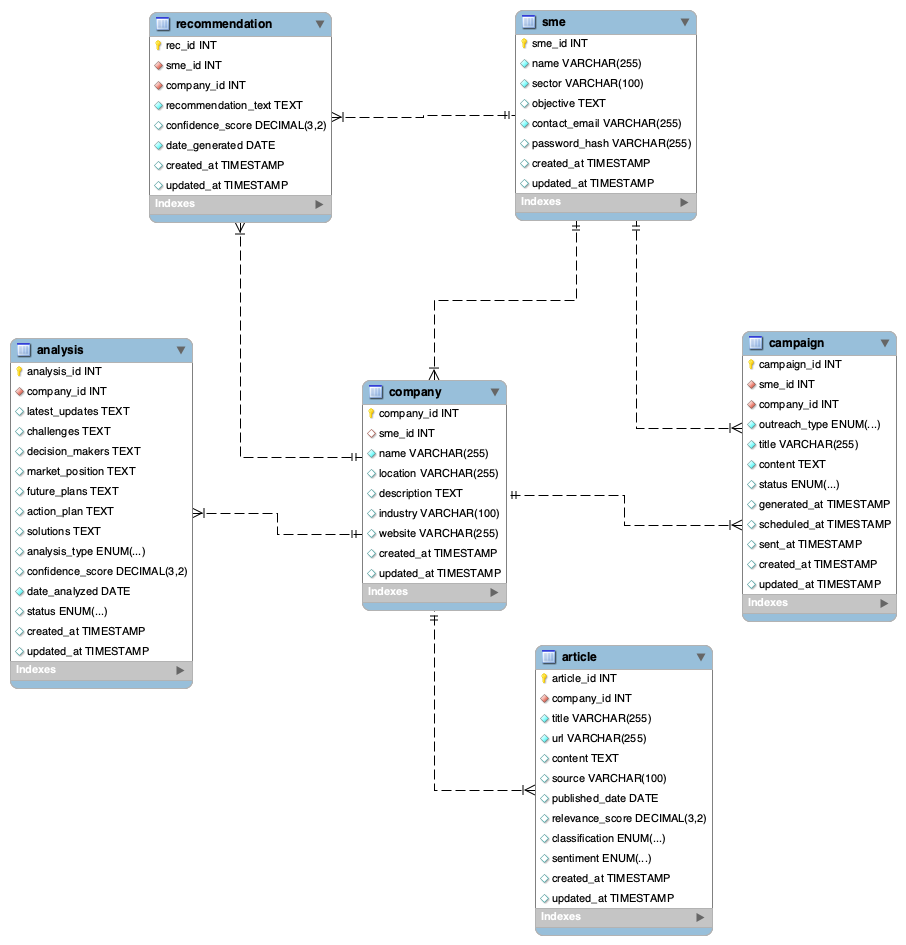 recommendation
rec_id INT
sme_id INT
company_id INT
recommendation_text TEXT
confidence_score DECIMAL(3,2)
date_generated DATE
created_at TIMESTAMP
updated_at TIMESTAMP
Indexes
sme
sme_id INT
name VARCHAR(255)
sector VARCHAR(100)
objective TEXT
contact_email VARCHAR(255)
password_hash VARCHAR(255)
created_at TIMESTAMP
updated_at TIMESTAMP
Indexes
analysis
analysis_id INT
company_id INT
latest_updates TEXT
challenges TEXT
decision_makers TEXT
market_position TEXT
future_plans TEXT
action_plan TEXT
solutions TEXT
analysis_type ENUM(...)
confidence_score DECIMAL(3,2)
date_analyzed DATE
status ENUM(...)
created_at TIMESTAMP
updated_at TIMESTAMP
Indexes
company
company_id INT
sme_id INT
name VARCHAR(255)
location VARCHAR(255)
description TEXT
industry VARCHAR(100)
website VARCHAR(255)
created_at TIMESTAMP
updated_at TIMESTAMP
Indexes
campaign
campaign_id INT
sme_id INT
company_id INT
outreach_type ENUM(...)
title VARCHAR(255)
content TEXT
status ENUM(...)
generated_at TIMESTAMP
scheduled_at TIMESTAMP
sent_at TIMESTAMP
created_at TIMESTAMP
updated_at TIMESTAMP
Indexes
article
article_id INT
company_id INT
title VARCHAR(255)
url VARCHAR(255)
content TEXT
source VARCHAR(100)
published_date DATE
relevance_score DECIMAL(3,2)
classification ENUM(...)
sentiment ENUM(...)
created_at TIMESTAMP
updated_at TIMESTAMP
Indexes